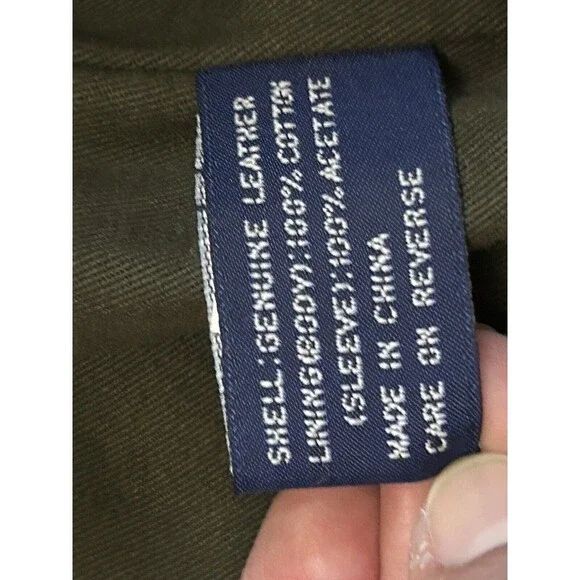 SHELL:GENUINE LEATHER
LINING(BODY):100% COTTON
(SLEEVE):100% ACETATE
MADE IN CHINA
CARE ON REVERSE